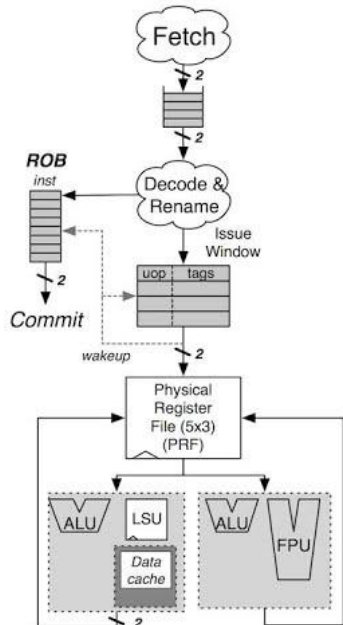 Fetch
2
2
ROB
inst
Decode &
Rename
Issue
Window
uop tags
2
Commit
wakeup
2
Physical
Register
File (5x3)
(PRF)
ALU
LSU
ALU
FPU
Data
cache
2